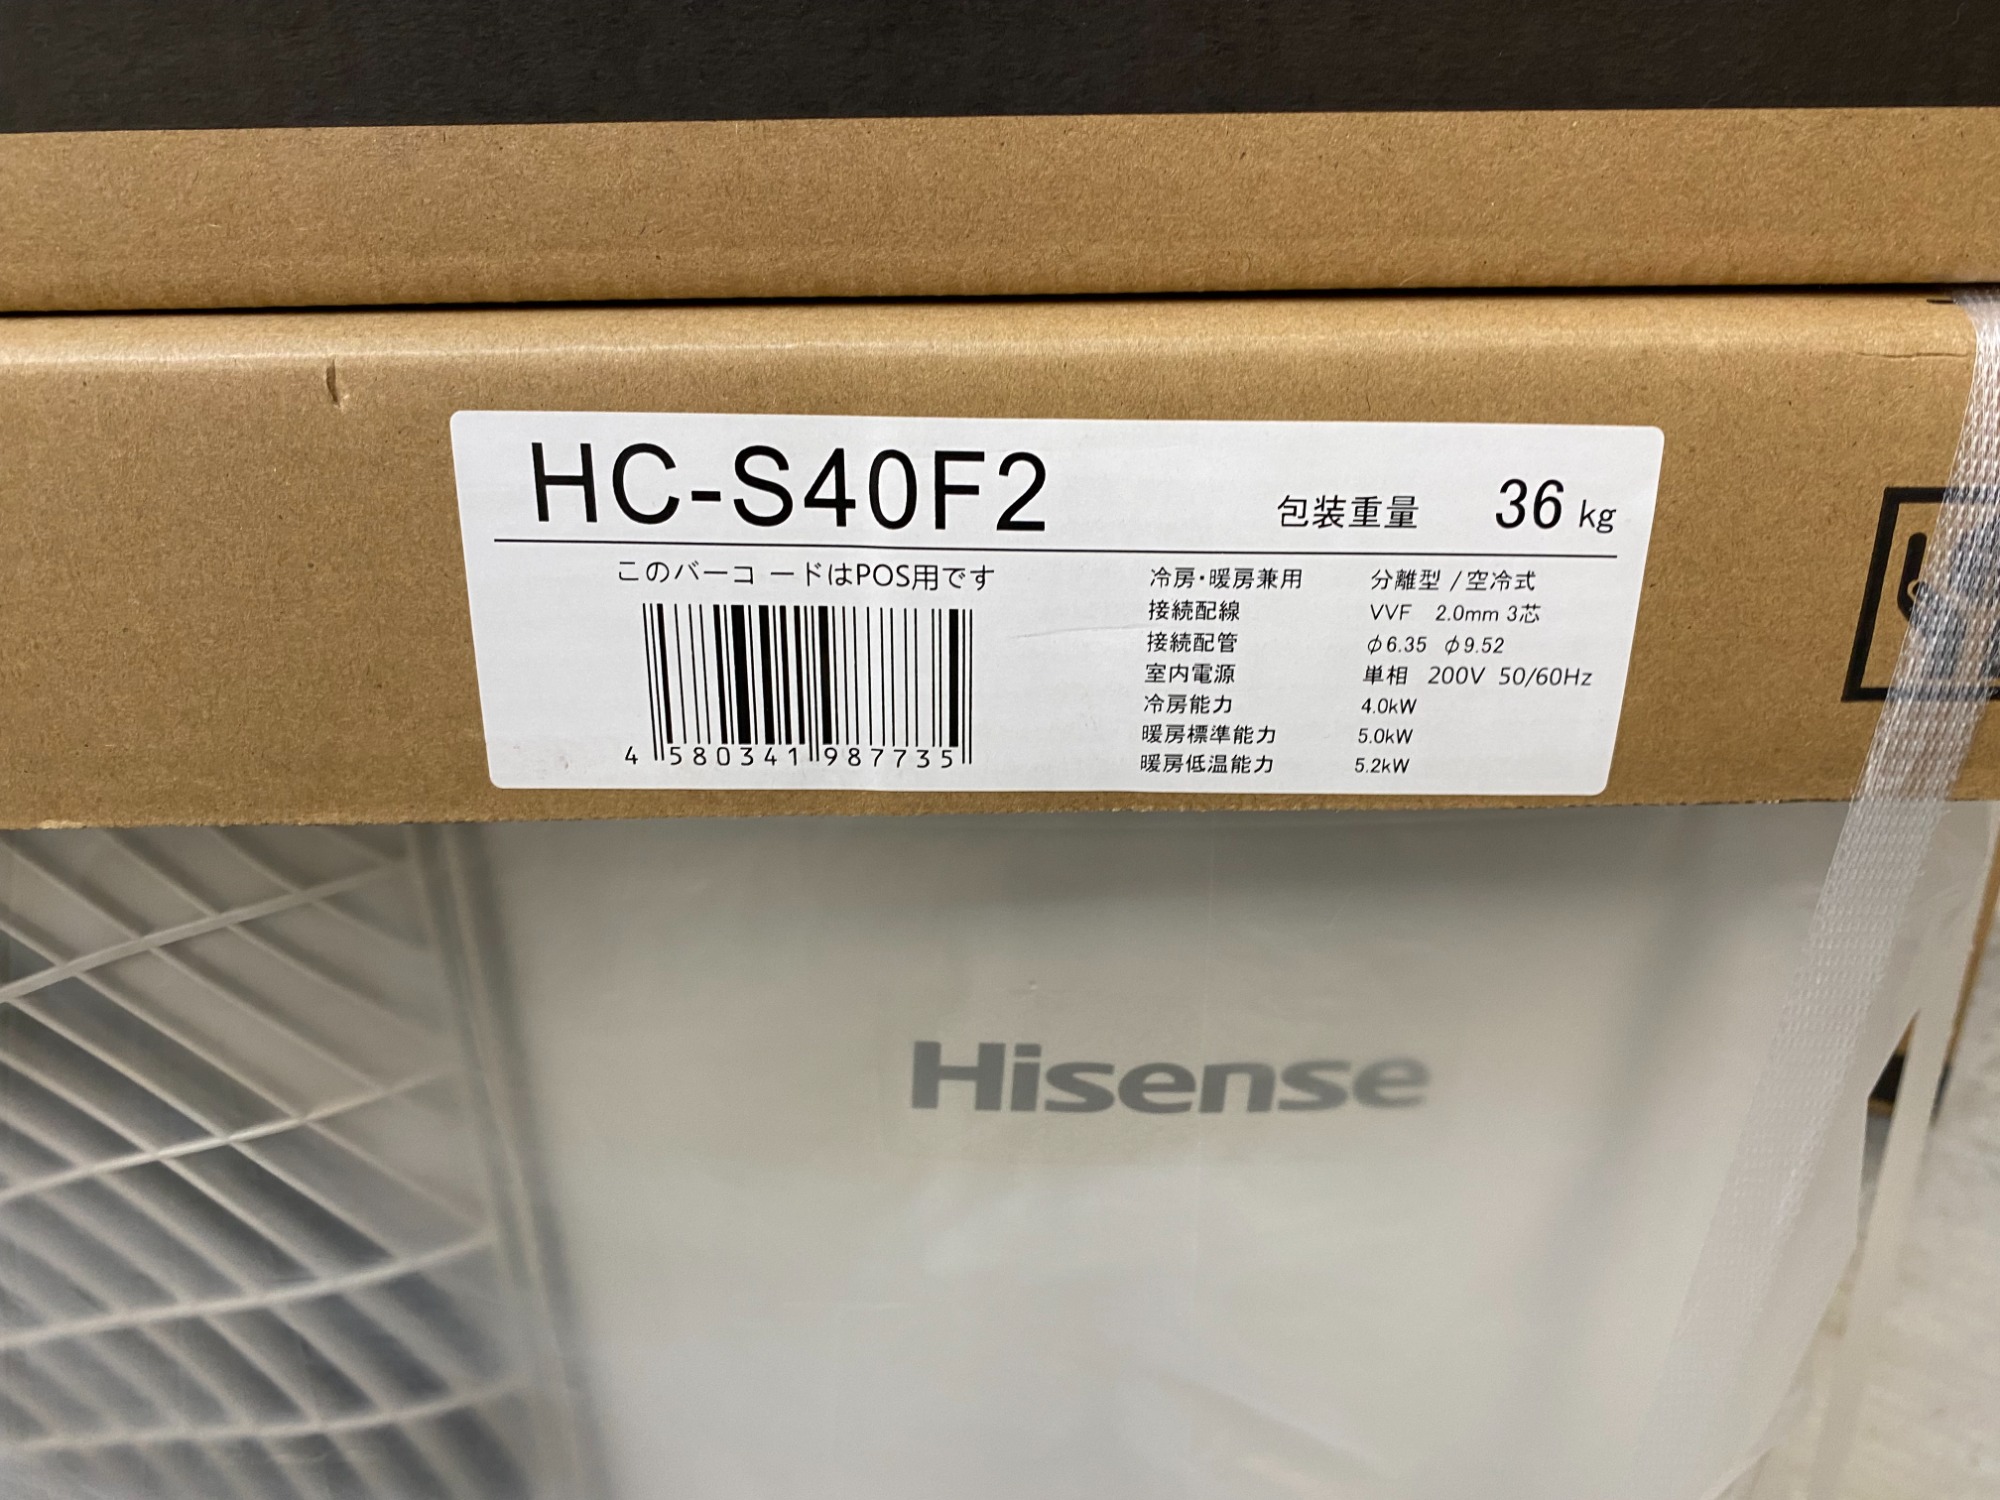 HC-S40F2 包装重量 36 kg
このバーコードはPOS用です
4 580341 987735
冷房・暖房兼用 分離型 / 空冷式
接続配線 VVF 2.0mm 3芯
接続配管 φ6.35 φ9.52
室内電源 単相 200V 50/60Hz
冷房能力 4.0kW
暖房標準能力 5.0kW
暖房低温能力 5.2kW
Hisense